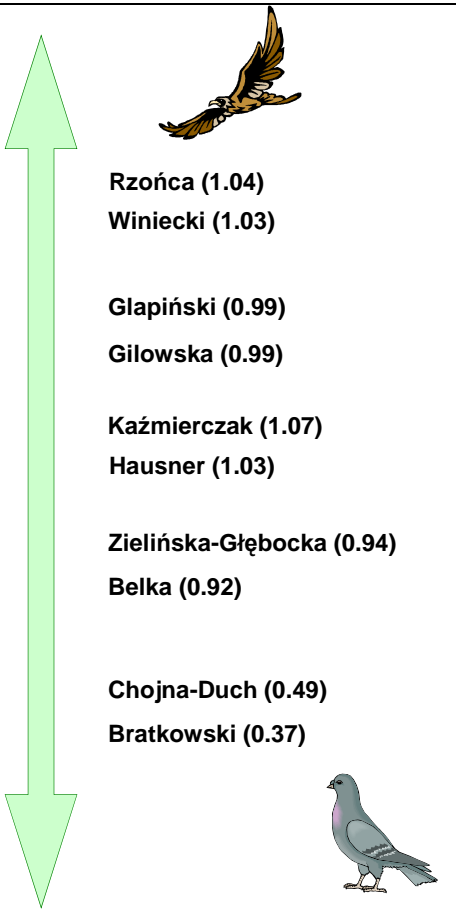 Rzońca (1.04)
Winiecki (1.03)
Glapiński (0.99)
Gilowska (0.99)
Kaźmierczak (1.07)
Hausner (1.03)
Zielińska-Głębocka (0.94)
Belka (0.92)
Chojna-Duch (0.49)
Bratkowski (0.37)